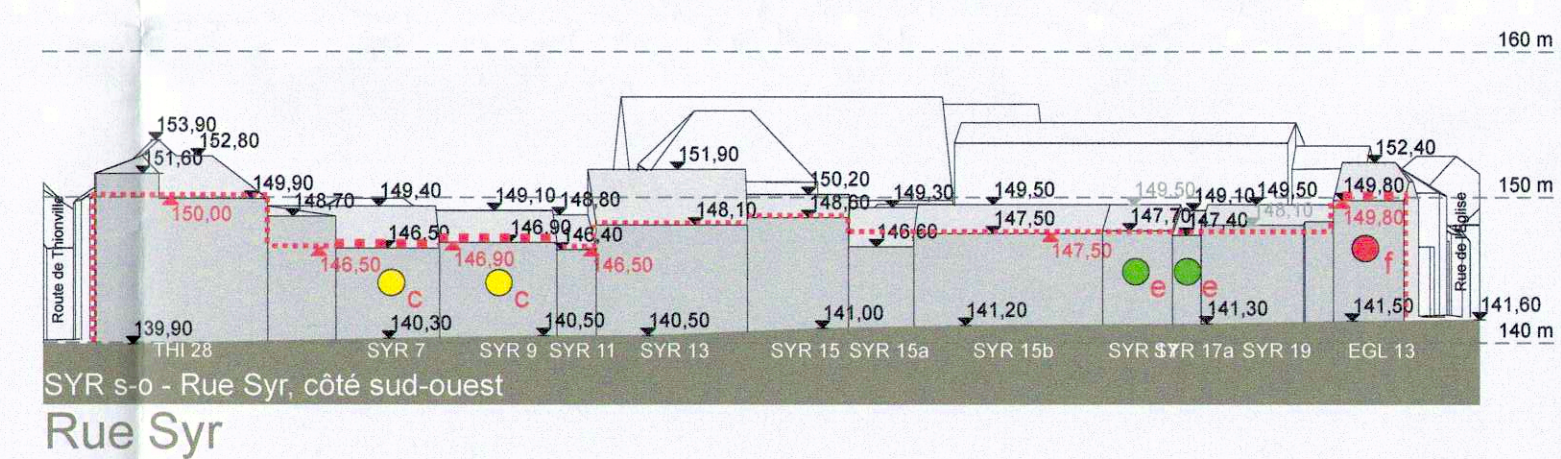 160 m
153,90
152,80
151,60
152,40
151,90
150,20
149,90
148,70
149,40
149,10
148,80
148,10
148,60
149,30
149,50
149,50
149,10
149,50
149,80
150 m
150,00
146,50
146,90
146,40
146,60
147,50
147,70
147,40
148,10
149,80
146,50
146,90
146,50
147,50
c
c
e
e
f
Route de Thionville
Rue de l'Eglise
139,90
140,30
140,50
140,50
141,00
141,20
141,30
141,50
141,60
140 m
THI 28
SYR 7
SYR 9
SYR 11
SYR 13
SYR 15
SYR 15a
SYR 15b
SYR 17
SYR 17a
SYR 19
EGL 13
SYR s-o - Rue Syr, côté sud-ouest
Rue Syr